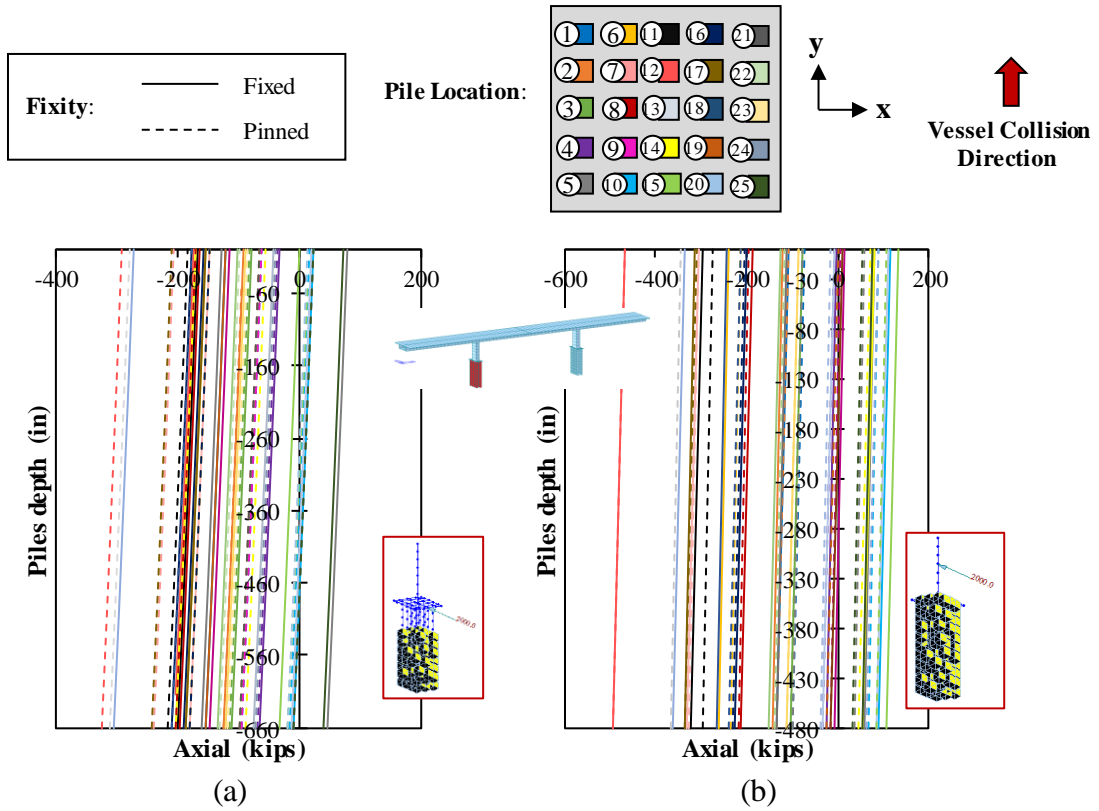 Fixity:
Fixed
Pinned
Pile Location:
1 6 11 16 21
2 7 12 17 22
3 8 13 18 23
4 9 14 19 24
5 10 15 20 25
y
x
Vessel Collision
Direction
-400 -200 0 200
-60
-160
-260
-360
-460
-560
-660
Piles depth (in)
Axial (kips)
2000.0
(a)
-600 -400 -200 0 200
-30
-80
-130
-180
-230
-280
-330
-380
-430
-480
Piles depth (in)
Axial (kips)
2000.0
(b)